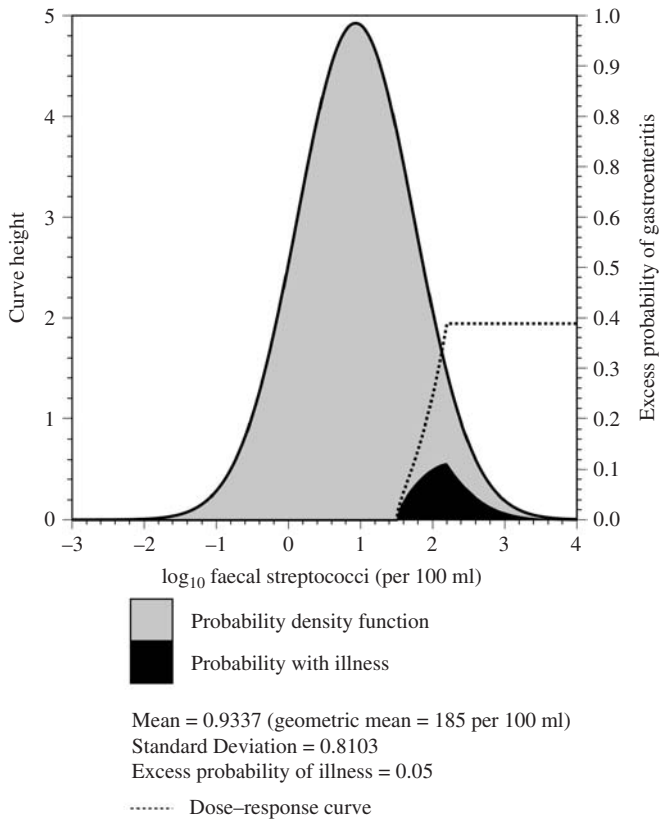 5
4
3
2
1
0
Curve height
1.0
0.9
0.8
0.8
0.6
0.5
0.4
0.3
0.2
0.1
0.0
Excess probability of gastroenteritis
−3 −2 −1 0 1 2 3 4
log10 faecal streptococci (per 100 ml)
Probability density function
Probability with illness
Mean = 0.9337 (geometric mean = 185 per 100 ml)
Standard Deviation = 0.8103
Excess probability of illness = 0.05
Dose–response curve